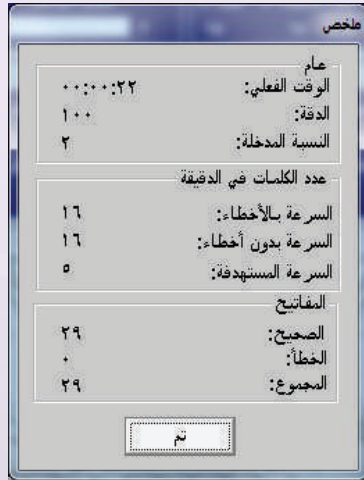 ملخص
عام
الوقت الفعلي: ٠٠:٠٠:٢٢
الدقة: ١٠٠
النسبة المدخلة: ٢
عدد الكلمات في الدقيقة
السرعة بالأخطاء: ١٦
السرعة بدون أخطاء: ١٦
السرعة المستهدفة: ٥
المفاتيح
الصحيح: ٢٩
الخطأ: ٠
المجموع: ٢٩
تم